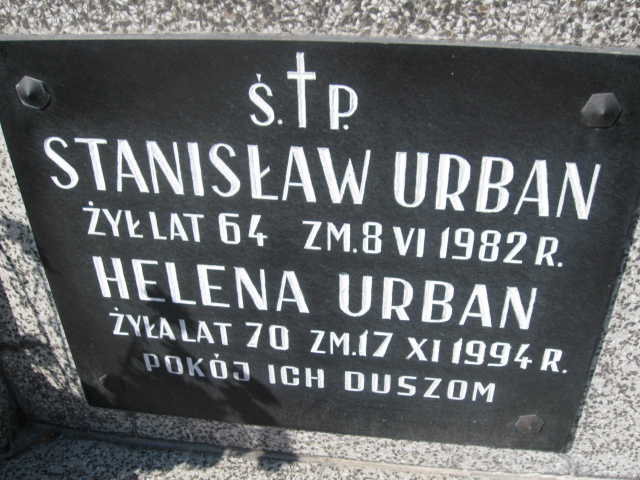 Ś.†P.
STANISŁAW URBAN
ŻYŁ LAT 64 ZM. 8 VI 1982 R.
HELENA URBAN
ŻYŁA LAT 70 ZM. 17 XI 1994 R.
POKÓJ ICH DUSZOM